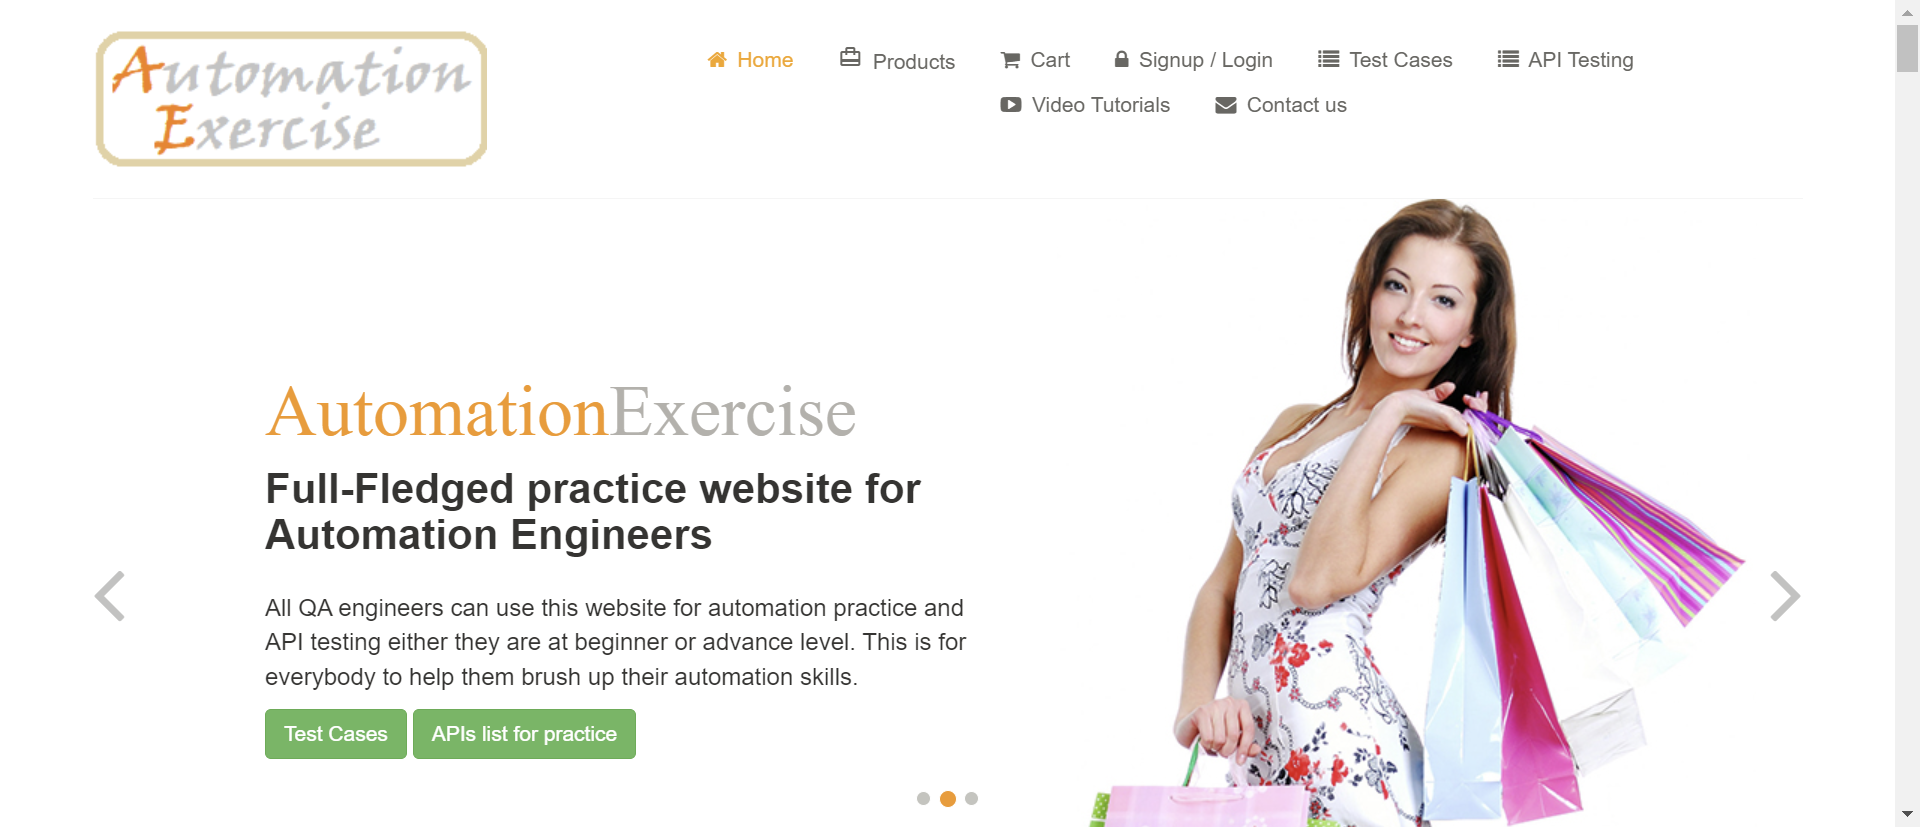 Automation
Exercise
Home
Products
Cart
Signup / Login
Test Cases
API Testing
Video Tutorials
Contact us
AutomationExercise
Full-Fledged practice website for
Automation Engineers
All QA engineers can use this website for automation practice and
API testing either they are at beginner or advance level. This is for
everybody to help them brush up their automation skills.
Test Cases
APIs list for practice